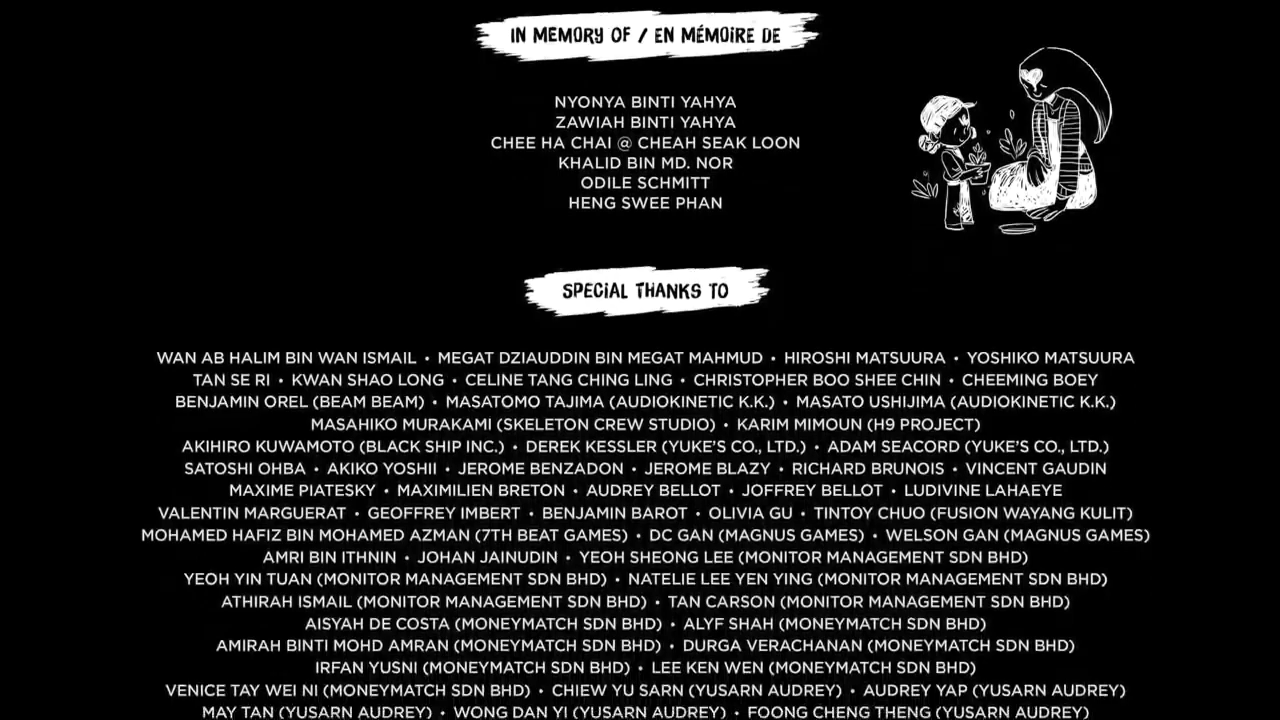 IN MEMORY OF / EN MÉMOIRE DE
NYONYA BINTI YAHYA
ZAWIAH BINTI YAHYA
CHEE HA CHAI @ CHEAH SEAK LOON
KHALID BIN MD. NOR
ODILE SCHMITT
HENG SWEE PHAN
SPECIAL THANKS TO
WAN AB HALIM BIN WAN ISMAIL • MEGAT DZIAUDDIN BIN MEGAT MAHMUD • HIROSHI MATSUURA • YOSHIKO MATSUURA
TAN SE RI • KWAN SHAO LONG • CELINE TANG CHING LING • CHRISTOPHER BOO SHEE CHIN • CHEEMING BOEY
BENJAMIN OREL (BEAM BEAM) • MASATOMO TAJIMA (AUDIOKINETIC K.K.) • MASATO USHIJIMA (AUDIOKINETIC K.K.)
MASAHIKO MURAKAMI (SKELETON CREW STUDIO) • KARIM MIMOUN (H9 PROJECT)
AKIHIRO KUWAMOTO (BLACK SHIP INC.) • DEREK KESSLER (YUKE'S CO., LTD.) • ADAM SEACORD (YUKE'S CO., LTD.)
SATOSHI OHBA • AKIKO YOSHII • JEROME BENZADON • JEROME BLAZY • RICHARD BRUNOIS • VINCENT GAUDIN
MAXIME PIATESKY • MAXIMILIEN BRETON • AUDREY BELLOT • JOFFREY BELLOT • LUDIVINE LAHAEYE
VALENTIN MARGUERAT • GEOFFREY IMBERT • BENJAMIN BAROT • OLIVIA GU • TINTOY CHUO (FUSION WAYANG KULIT)
MOHAMED HAFIZ BIN MOHAMED AZMAN (7TH BEAT GAMES) • DC GAN (MAGNUS GAMES) • WELSON GAN (MAGNUS GAMES)
AMRI BIN ITHNIN • JOHAN JAINUDIN • YEOH SHEONG LEE (MONITOR MANAGEMENT SDN BHD)
YEOH YIN TUAN (MONITOR MANAGEMENT SDN BHD) • NATELIE LEE YEN YING (MONITOR MANAGEMENT SDN BHD)
ATHIRAH ISMAIL (MONITOR MANAGEMENT SDN BHD) • TAN CARSON (MONITOR MANAGEMENT SDN BHD)
AISYAH DE COSTA (MONEYMATCH SDN BHD) • ALYF SHAH (MONEYMATCH SDN BHD)
AMIRAH BINTI MOHD AMRAN (MONEYMATCH SDN BHD) • DURGA VERACHANAN (MONEYMATCH SDN BHD)
IRFAN YUSNI (MONEYMATCH SDN BHD) • LEE KEN WEN (MONEYMATCH SDN BHD)
VENICE TAY WEI NI (MONEYMATCH SDN BHD) • CHIEW YU SARN (YUSARN AUDREY) • AUDREY YAP (YUSARN AUDREY)
MAY TAN (YUSARN AUDREY) • WONG DAN YI (YUSARN AUDREY) • FOONG CHENG THENG (YUSARN AUDREY)